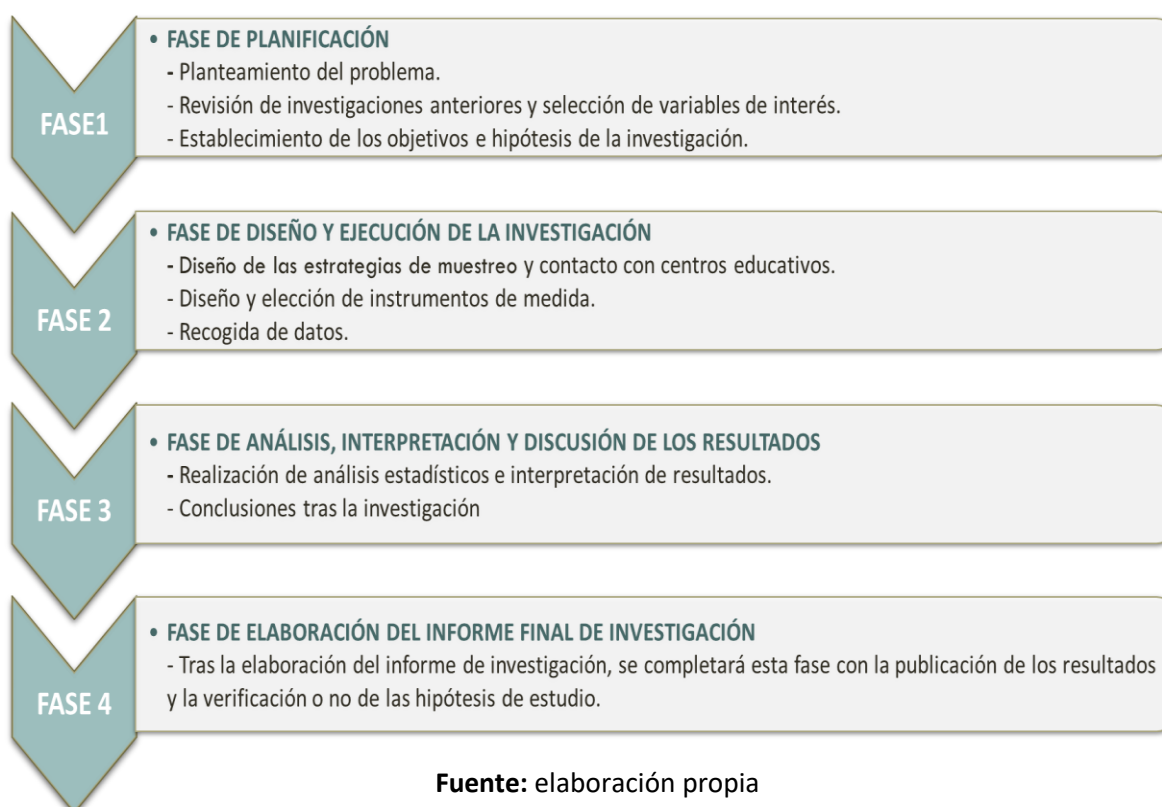 FASE1
• FASE DE PLANIFICACIÓN
- Planteamiento del problema.
- Revisión de investigaciones anteriores y selección de variables de interés.
- Establecimiento de los objetivos e hipótesis de la investigación.
FASE 2
• FASE DE DISEÑO Y EJECUCIÓN DE LA INVESTIGACIÓN
- Diseño de las estrategias de muestreo y contacto con centros educativos.
- Diseño y elección de instrumentos de medida.
- Recogida de datos.
FASE 3
• FASE DE ANÁLISIS, INTERPRETACIÓN Y DISCUSIÓN DE LOS RESULTADOS
- Realización de análisis estadísticos e interpretación de resultados.
- Conclusiones tras la investigación
FASE 4
• FASE DE ELABORACIÓN DEL INFORME FINAL DE INVESTIGACIÓN
- Tras la elaboración del informe de investigación, se completará esta fase con la publicación de los resultados
y la verificación o no de las hipótesis de estudio.
Fuente: elaboración propia